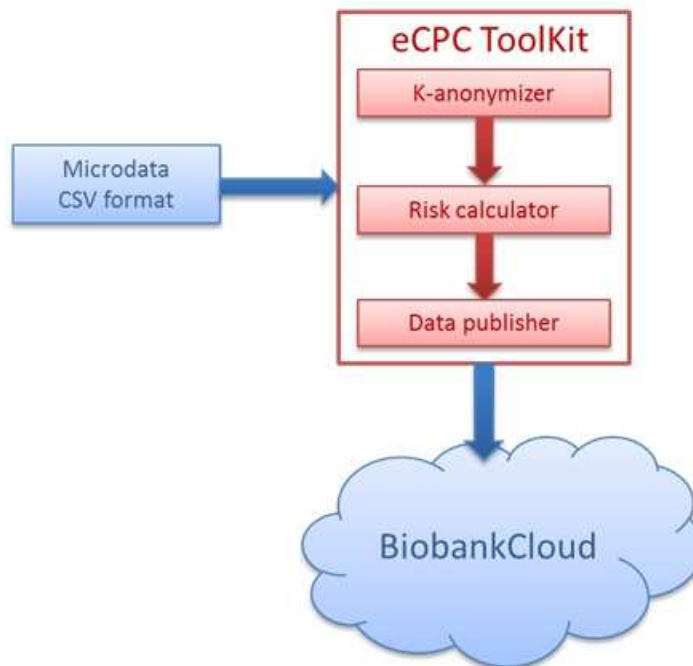 eCPC ToolKit
K-anonymizer
Microdata
CSV format
Risk calculator
Data publisher
BiobankCloud